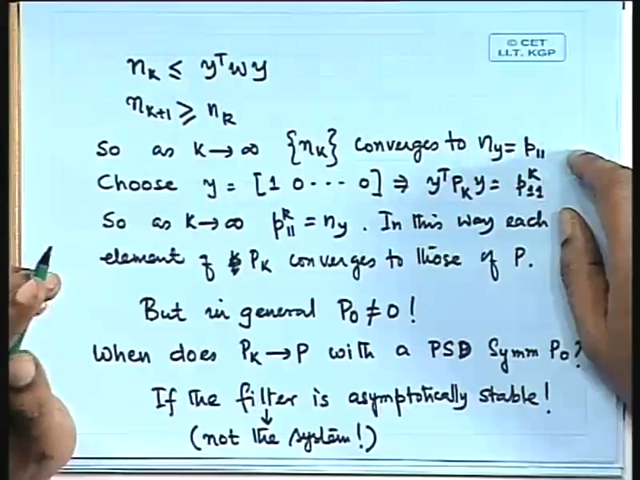 © CET
I.I.T. KGP
n_K ≤ y^T W y
n_{K+1} ≥ n_k
So as K→∞ {n_k} converges to n_y = p_11
Choose y = [1 0 --- 0] ⇒ y^T P_K y = p_11^K
So as K→∞ p_11^K = n_y. In this way each
element of P_K converges to those of P.
But in general P_0 ≠ 0!
When does P_K → P with a PSD Symm P_0?
If the filter is asymptotically stable!
↓
(not the system!)